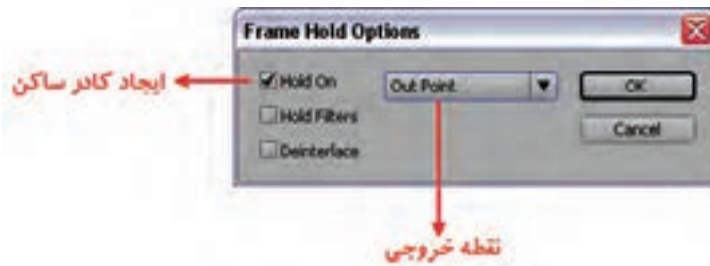 Frame Hold Options
ایجاد کادر ساکن
Hold On
Out Point
OK
Hold Filters
Cancel
Deinterlace
نقطه خروجی